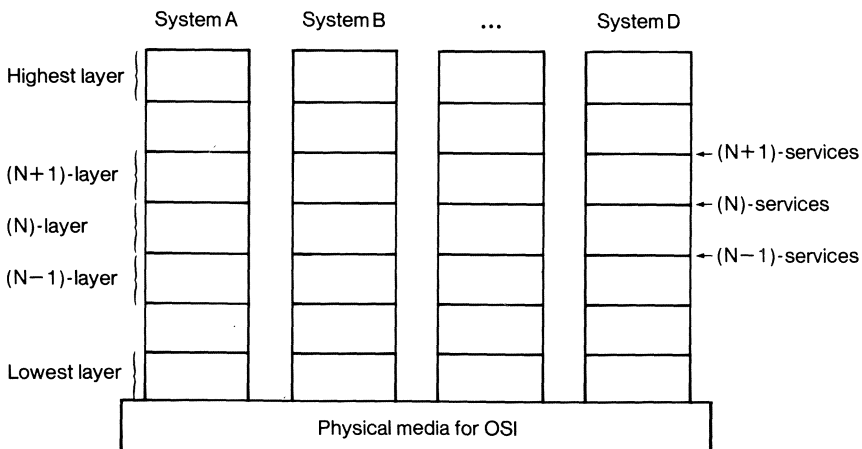 System A
System B
...
System D
Highest layer
(N+1)-layer
(N)-layer
(N−1)-layer
Lowest layer
(N+1)-services
(N)-services
(N−1)-services
Physical media for OSI